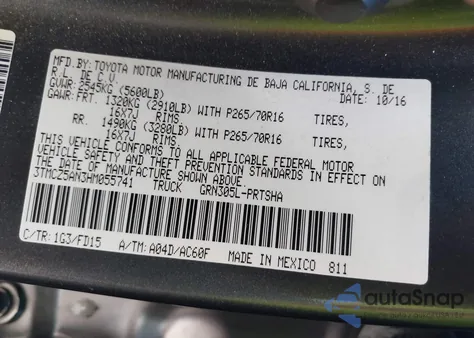 MFD.BY: TOYOTA MOTOR MANUFACTURING DE BAJA CALIFORNIA, S. DE
R.L. DE C.V. DATE: 10/16
GVWR: 2545KG (5600LB)
GAWR: FRT. 1320KG (2910LB) WITH P265/70R16 TIRES,
16X7J RIMS.
RR. 1490KG (3280LB) WITH P265/70R16 TIRES,
16X7J RIMS.
THIS VEHICLE CONFORMS TO ALL APPLICABLE FEDERAL MOTOR
VEHICLE SAFETY AND THEFT PREVENTION STANDARDS IN EFFECT ON
THE DATE OF MANUFACTURE SHOWN ABOVE.
3TMCZ5AN3HM055741 TRUCK GRN305L-PRTSHA
C/TR: 1G3/FD15 A/TM: A04D/AC60F MADE IN MEXICO 811
autoSnap